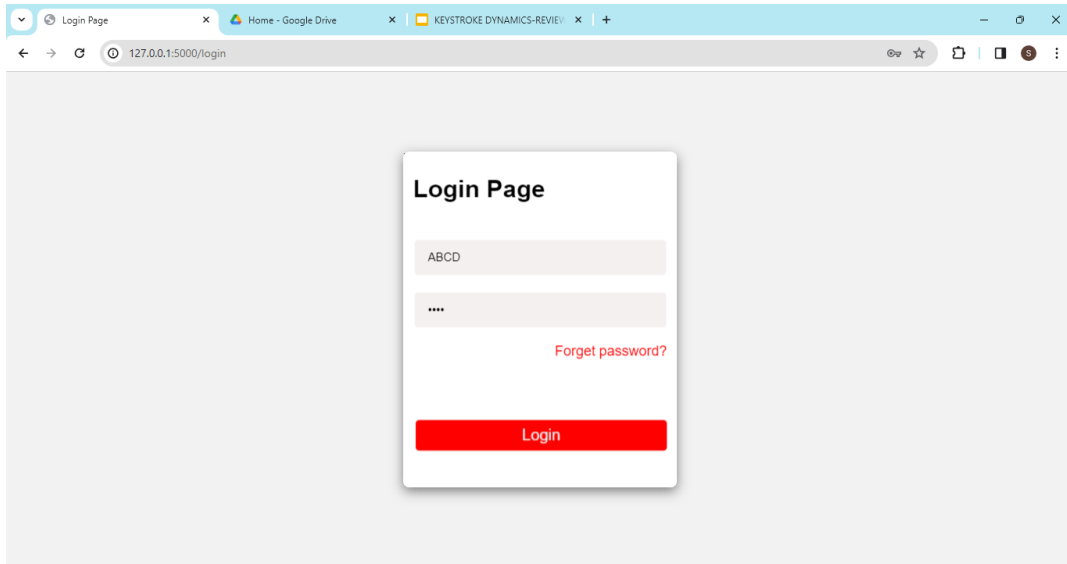 Login Page
Home - Google Drive
KEYSTROKE DYNAMICS-REVIEW
127.0.0.1:5000/login
S
Login Page
ABCD
••••
Forget password?
Login